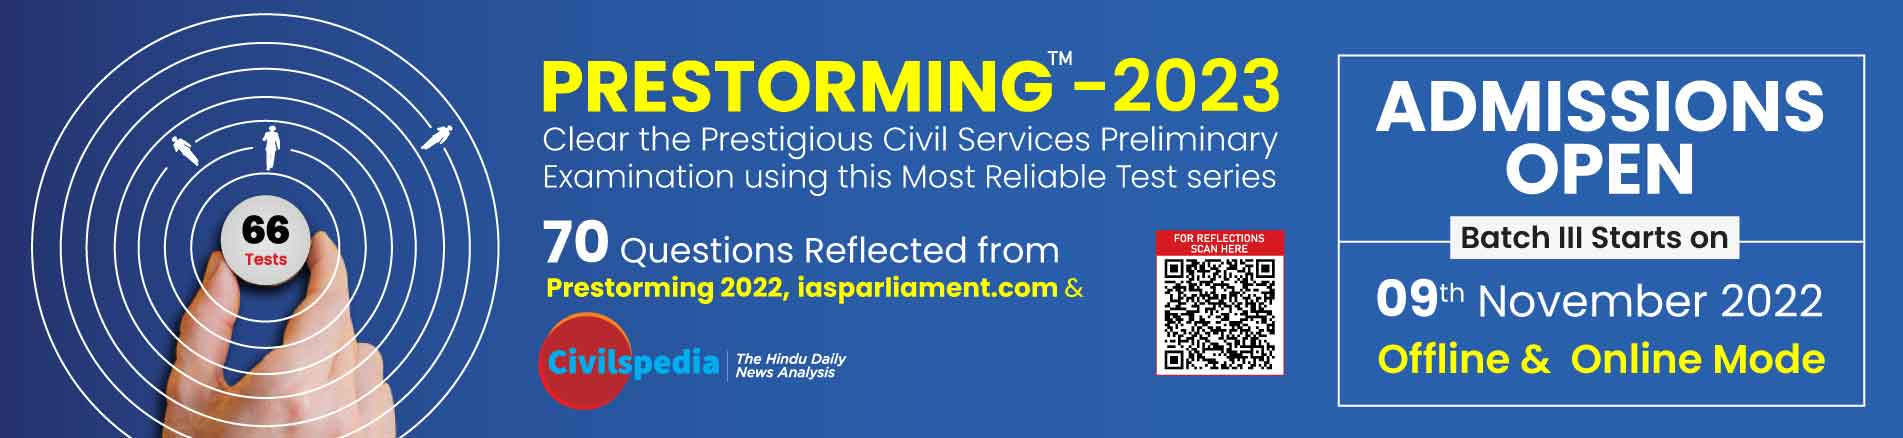 66
Tests
PRESTORMING™-2023
Clear the Prestigious Civil Services Preliminary
Examination using this Most Reliable Test series
70 Questions Reflected from
Prestorming 2022, iasparliament.com &
Civilspedia
The Hindu Daily
News Analysis
FOR REFLECTIONS
SCAN HERE
ADMISSIONS
OPEN
Batch III Starts on
09th November 2022
Offline & Online Mode